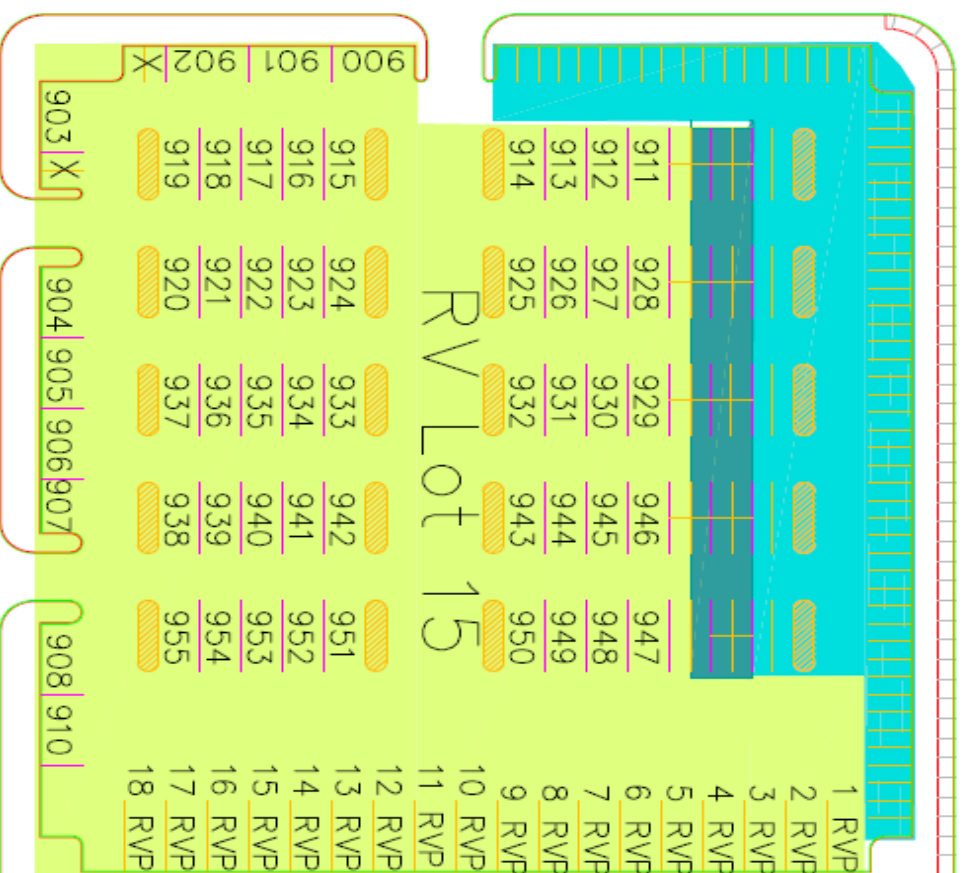 X 902 901 900
903 X
919 918 917 916 915
914 913 912 911
920 921 922 923 924
925 926 927 928
904 905 906 907
937 936 935 934 933
932 931 930 929
938 939 940 941 942
943 944 945 946
955 954 953 952 951
950 949 948 947
908 910
RV Lot 15
18 RVP
17 RVP
16 RVP
15 RVP
14 RVP
13 RVP
12 RVP
11 RVP
10 RVP
9 RVP
8 RVP
7 RVP
6 RVP
5 RVP
4 RVP
3 RVP
2 RVP
1 RVP